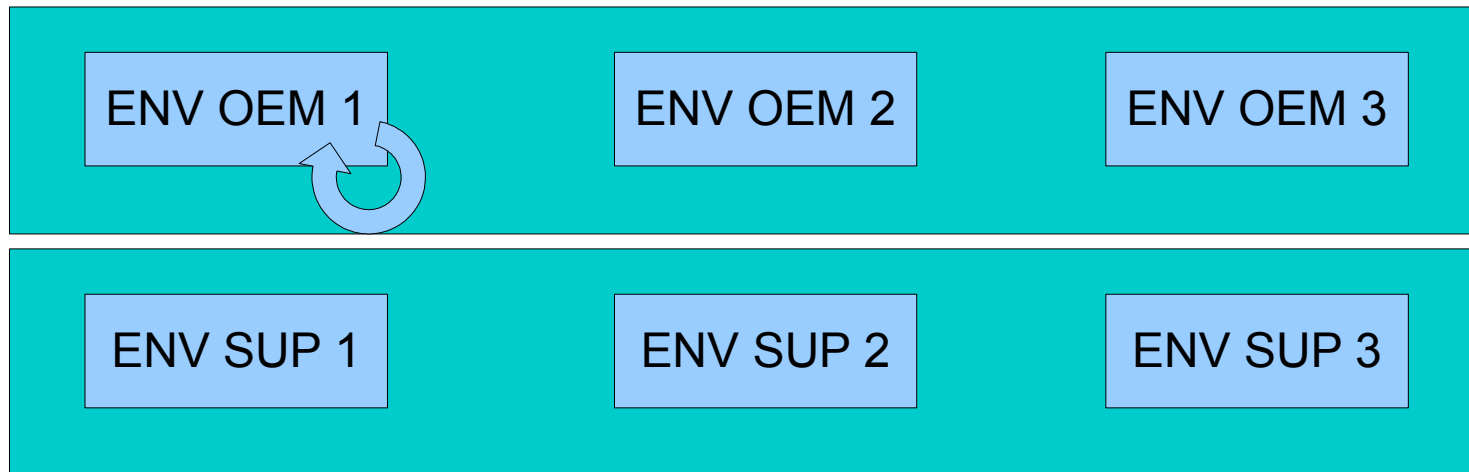 ENV OEM 1
ENV OEM 2
ENV OEM 3
ENV SUP 1
ENV SUP 2
ENV SUP 3